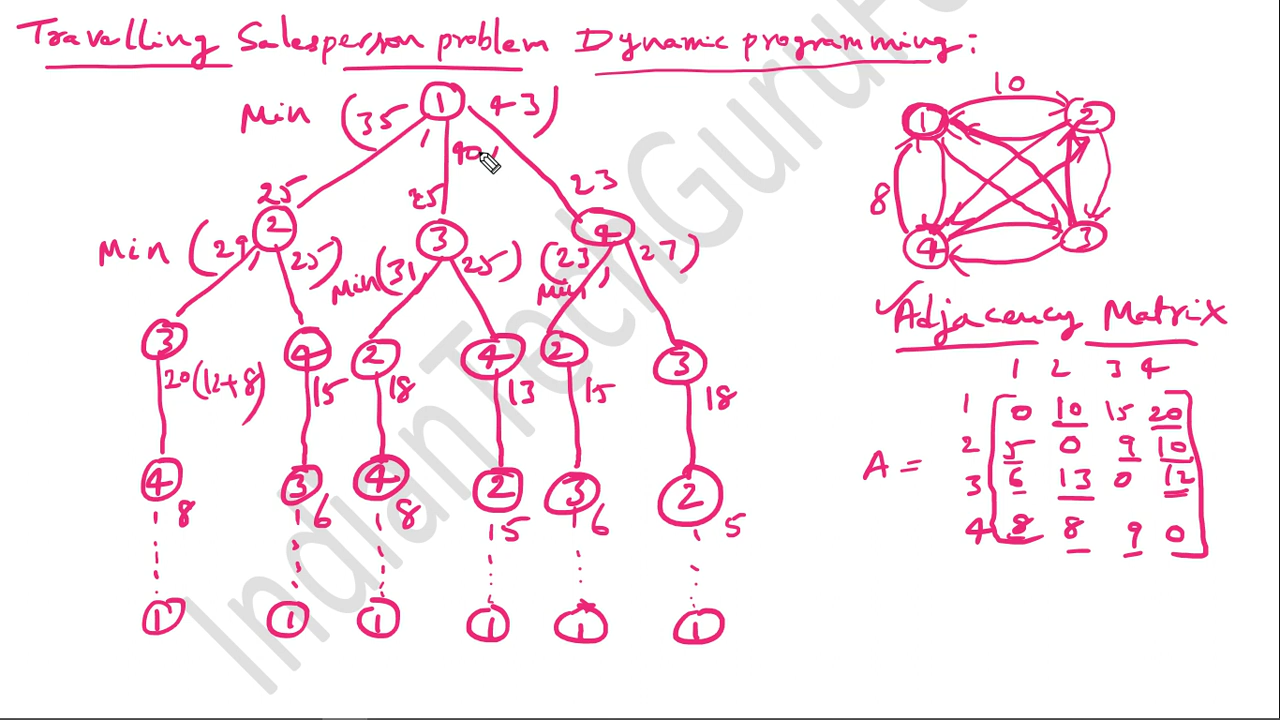 Travelling Salesperson problem Dynamic programming:
10
Min (35, 1 40, 43)
1 2
25 25 23
8
2 3 4
4 3
Min (29, 25) Min (31, 25) (23, 27)
Min
Adjacency Matrix
3 4 2 4 2 3
1 2 3 4
20(12+8) 15 18 13 15 18
1 0 10 15 20
2 5 0 9 10
A = 3 6 13 0 12
4 3 4 2 3 2
4 8 8 9 0
8 6 8 5 6 5
1 1 1 1 1 1
IndianTechGuru